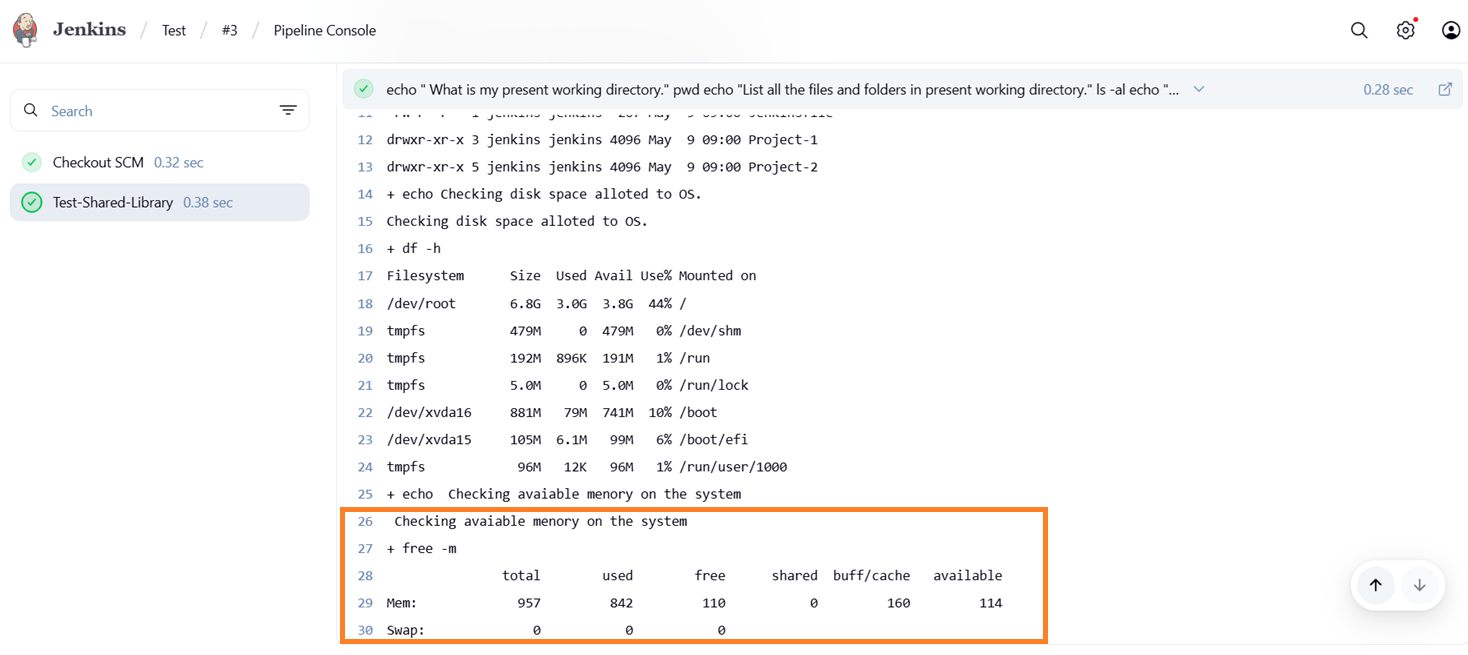 Jenkins / Test / #3 / Pipeline Console
Search
Checkout SCM 0.32 sec
Test-Shared-Library 0.38 sec
echo " What is my present working directory." pwd echo "List all the files and folders in present working directory." ls -al echo "... 0.28 sec
12 drwxr-xr-x 3 jenkins jenkins 4096 May  9 09:00 Project-1
13 drwxr-xr-x 5 jenkins jenkins 4096 May  9 09:00 Project-2
14 + echo Checking disk space alloted to OS.
15 Checking disk space alloted to OS.
16 + df -h
17 Filesystem      Size  Used Avail Use% Mounted on
18 /dev/root       6.8G  3.0G  3.8G  44% /
19 tmpfs           479M     0  479M   0% /dev/shm
20 tmpfs           192M  896K  191M   1% /run
21 tmpfs           5.0M     0  5.0M   0% /run/lock
22 /dev/xvda16     881M   79M  741M  10% /boot
23 /dev/xvda15     105M  6.1M   99M   6% /boot/efi
24 tmpfs            96M   12K   96M   1% /run/user/1000
25 + echo  Checking avaiable menory on the system
26  Checking avaiable menory on the system
27 + free -m
28                total        used        free      shared  buff/cache   available
29 Mem:             957         842         110           0         160         114
30 Swap:              0           0           0